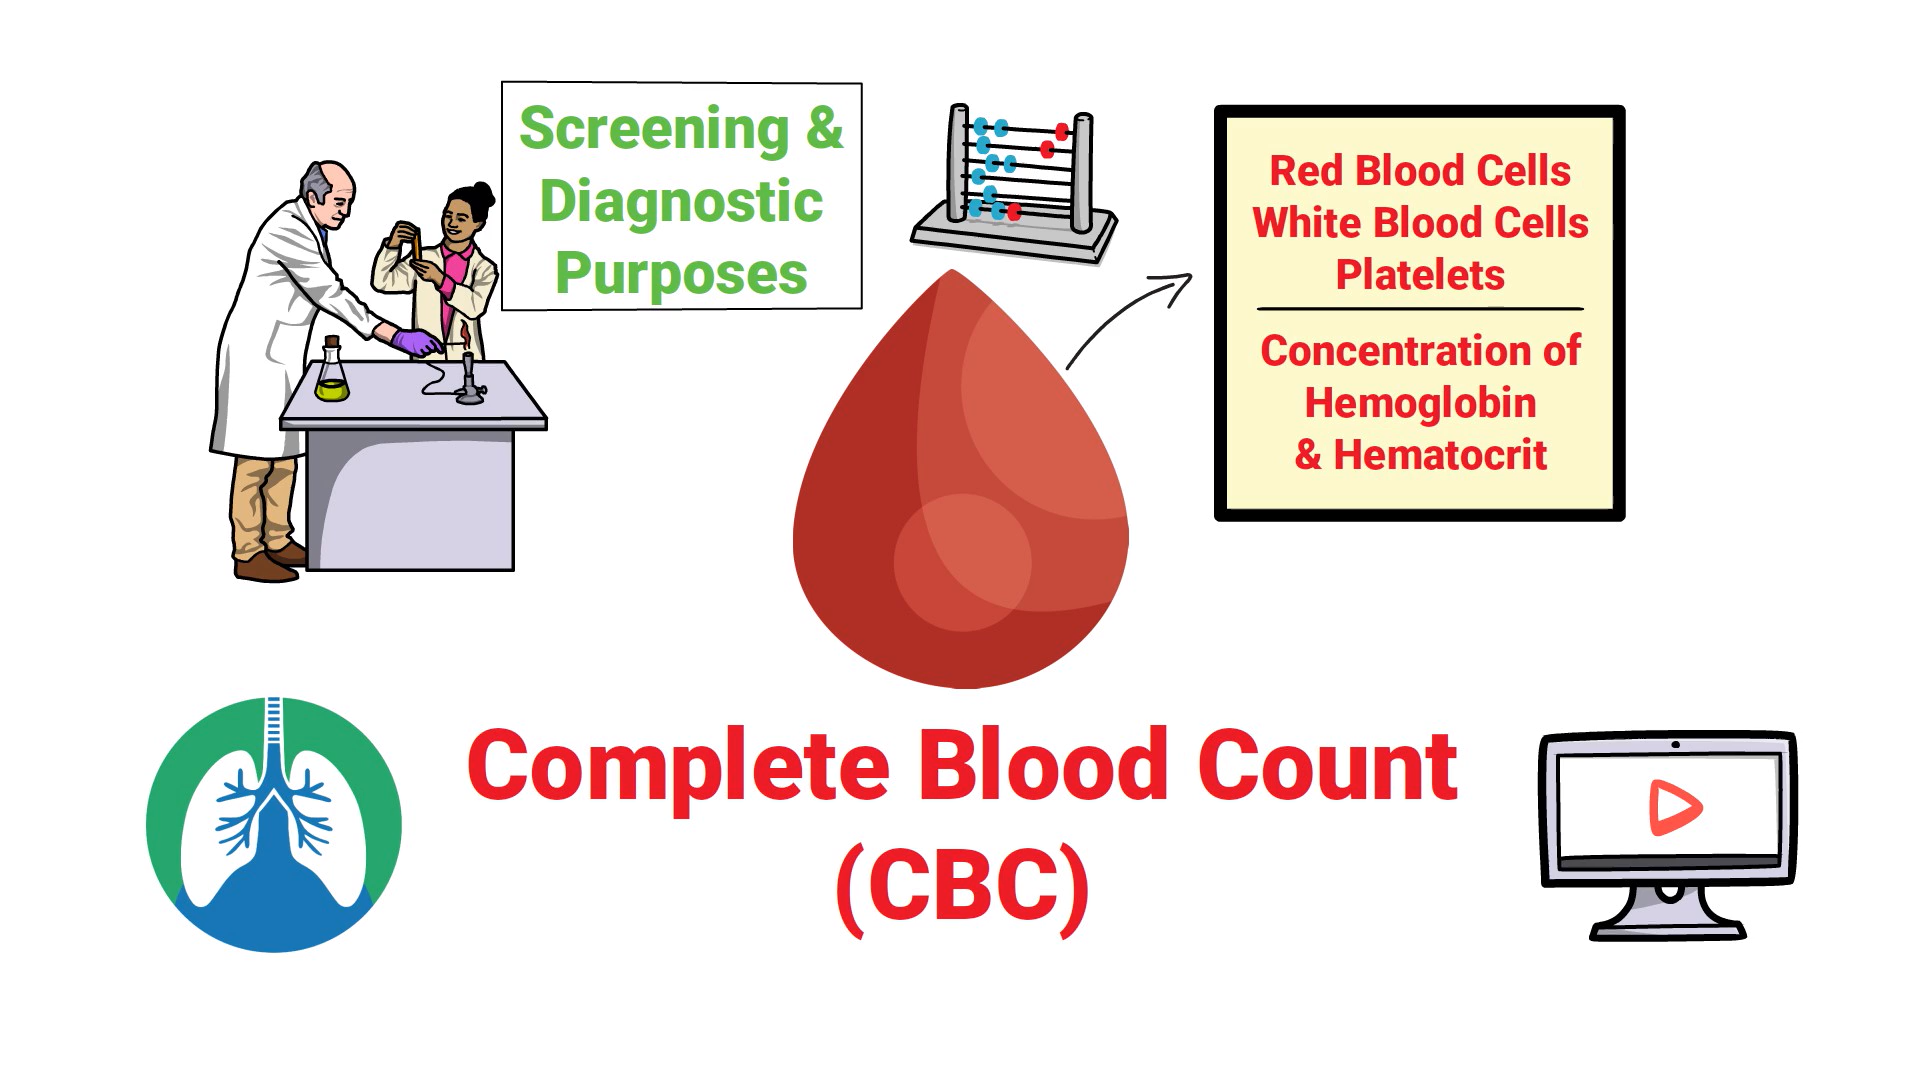 Screening &
Diagnostic
Purposes
Red Blood Cells
White Blood Cells
Platelets
Concentration of
Hemoglobin
& Hematocrit
Complete Blood Count
(CBC)